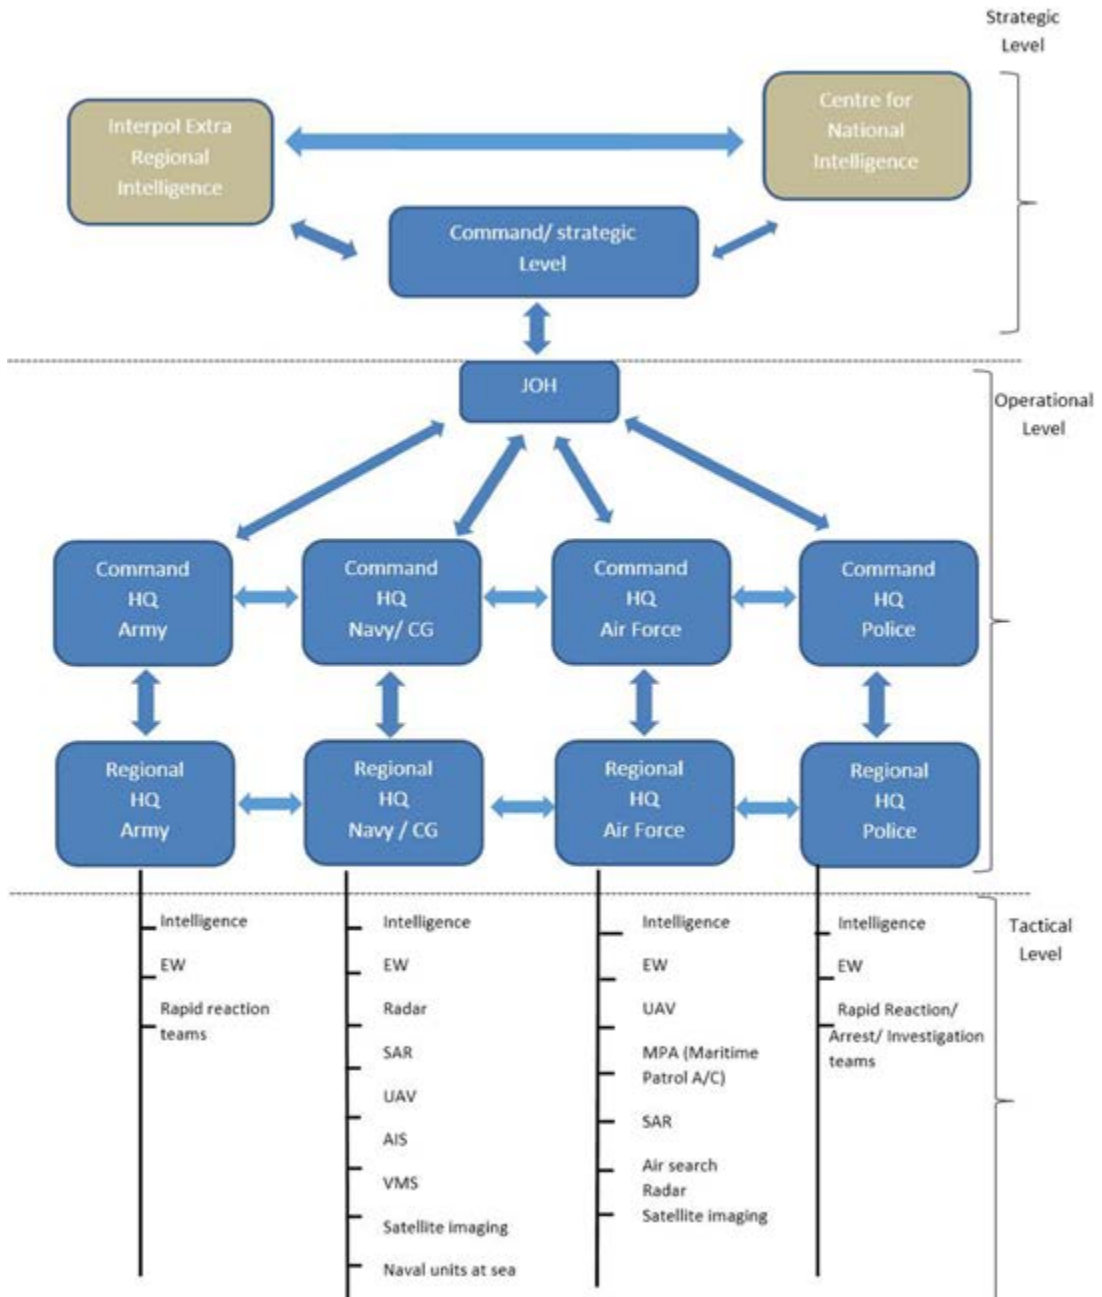 Strategic
Level
Interpol Extra
Regional
Intelligence
Centre for
National
Intelligence
Command/ strategic
Level
JOH
Operational
Level
Command
HQ
Army
Command
HQ
Navy/ CG
Command
HQ
Air Force
Command
HQ
Police
Regional
HQ
Army
Regional
HQ
Navy / CG
Regional
HQ
Air Force
Regional
HQ
Police
Tactical
Level
Intelligence
EW
Rapid reaction
teams
Intelligence
EW
Radar
SAR
UAV
AIS
VMS
Satellite imaging
Naval units at sea
Intelligence
EW
UAV
MPA (Maritime
Patrol A/C)
SAR
Air search
Radar
Satellite imaging
Intelligence
EW
Rapid Reaction/
Arrest/ Investigation
teams